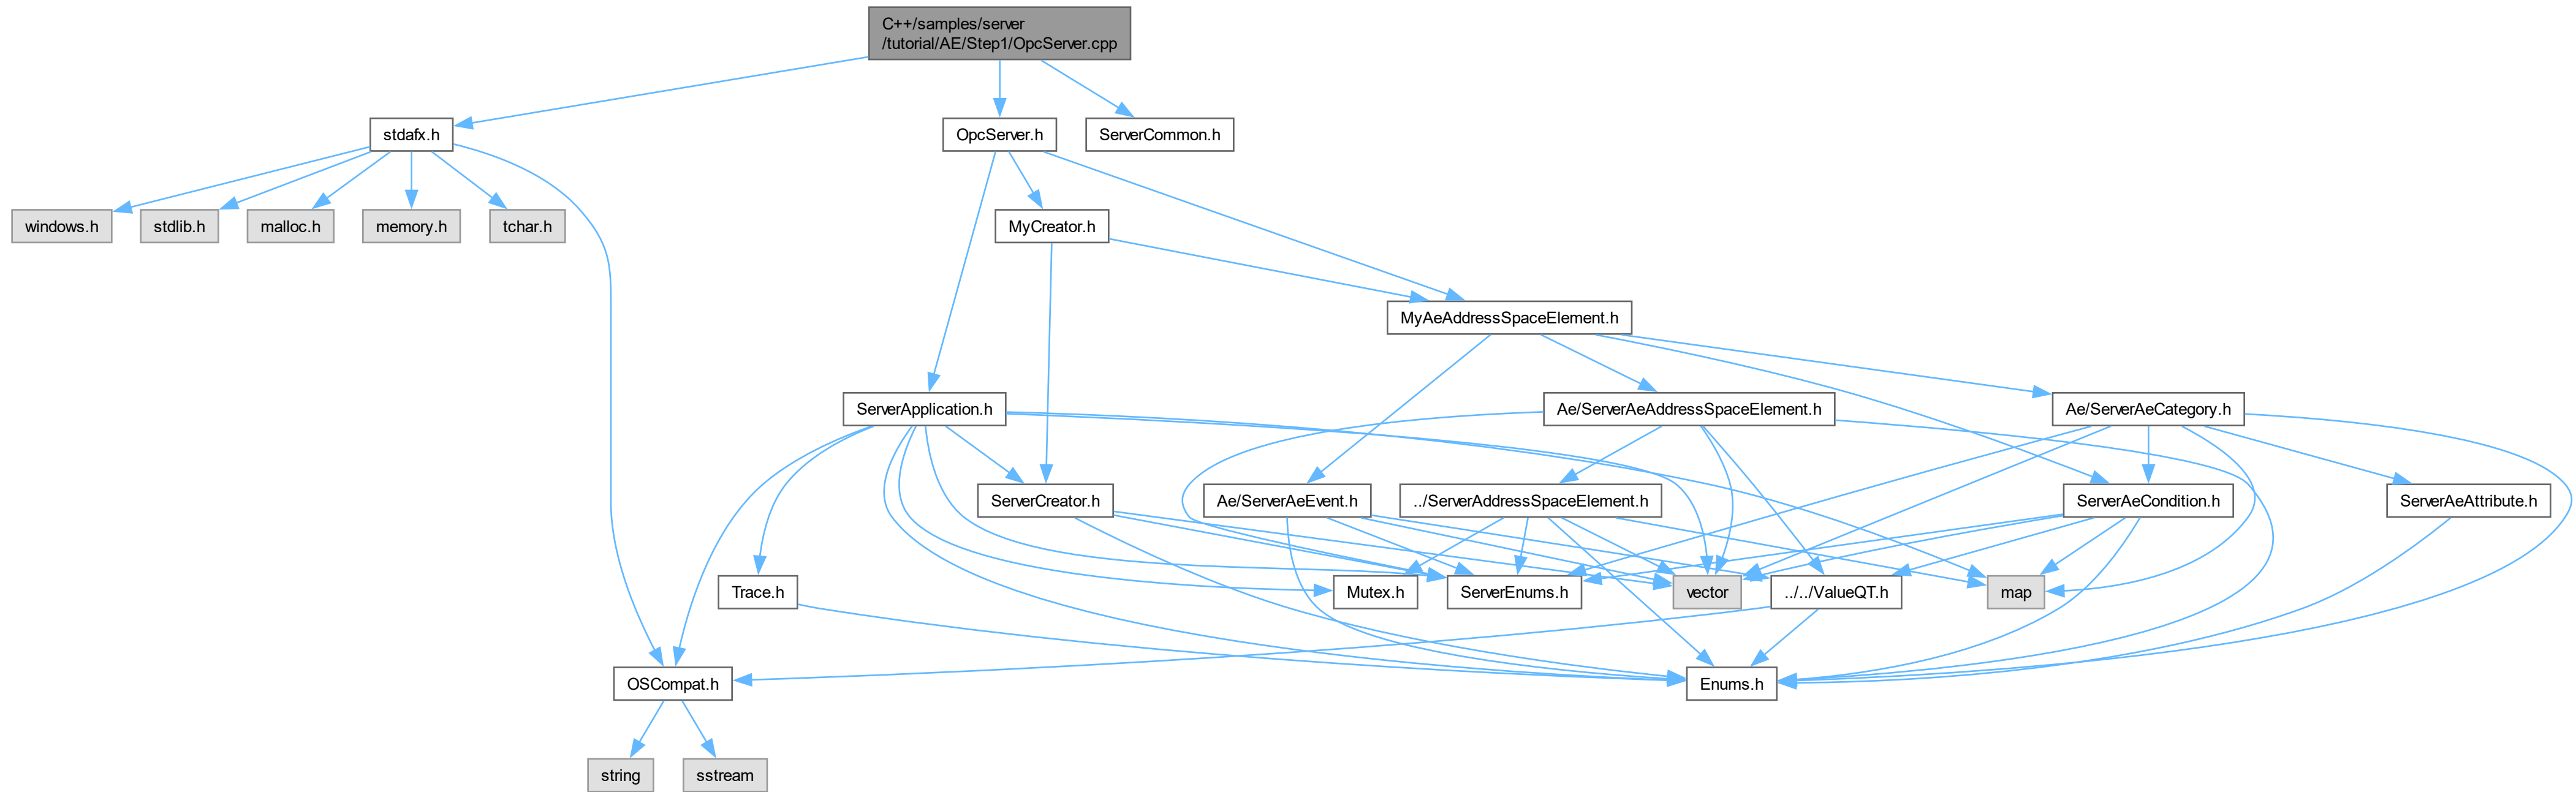 C++/samples/server
/tutorial/AE/Step1/OpcServer.cpp
stdafx.h
OpcServer.h
ServerCommon.h
windows.h
stdlib.h
malloc.h
memory.h
tchar.h
MyCreator.h
MyAeAddressSpaceElement.h
ServerApplication.h
Ae/ServerAeAddressSpaceElement.h
Ae/ServerAeCategory.h
ServerCreator.h
Ae/ServerAeEvent.h
../ServerAddressSpaceElement.h
ServerAeCondition.h
ServerAeAttribute.h
Trace.h
Mutex.h
ServerEnums.h
vector
../../ValueQT.h
map
OSCompat.h
Enums.h
string
sstream